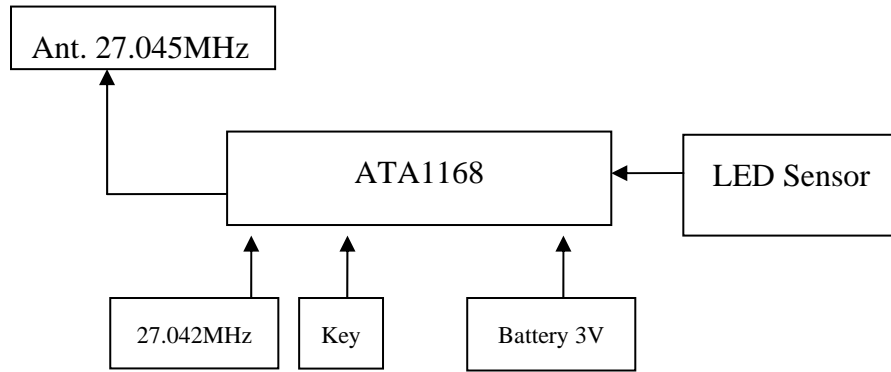 Ant. 27.045MHz
ATA1168
LED Sensor
27.042MHz
Key
Battery 3V